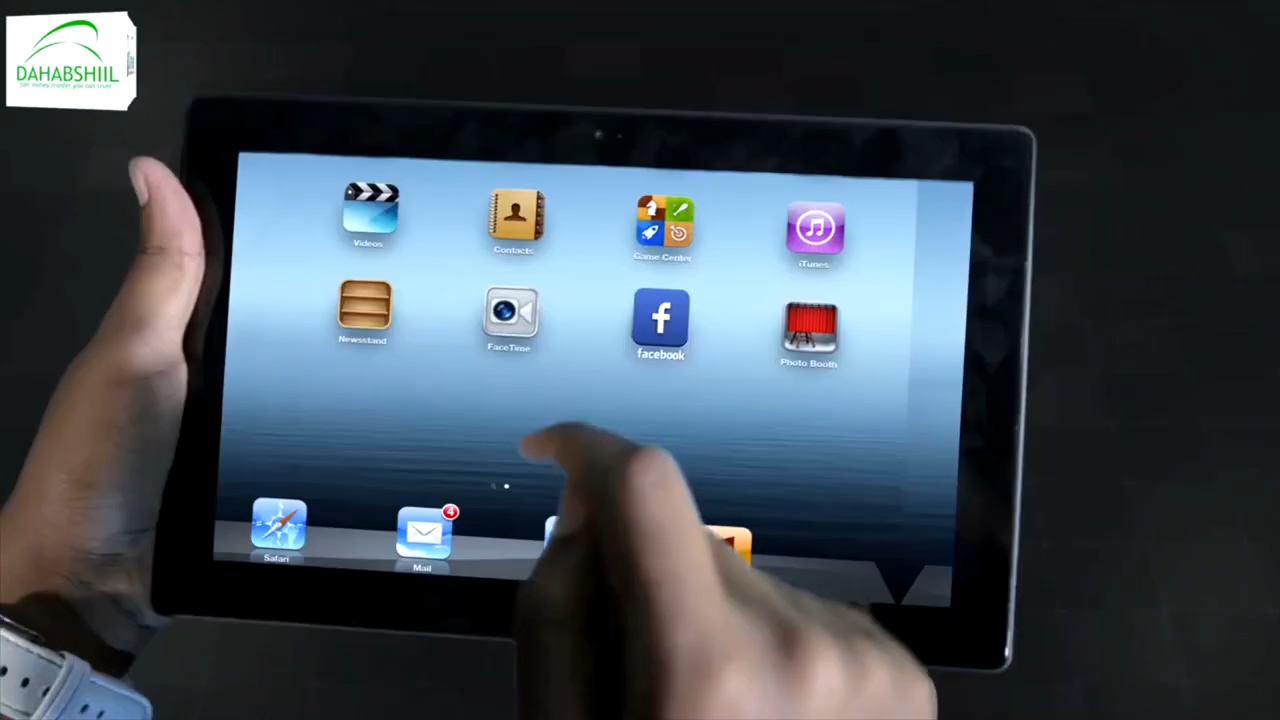 DAHABSHIIL
Videos
Contacts
Game Center
iTunes
Newsstand
FaceTime
facebook
Photo Booth
4
Safari
Mail